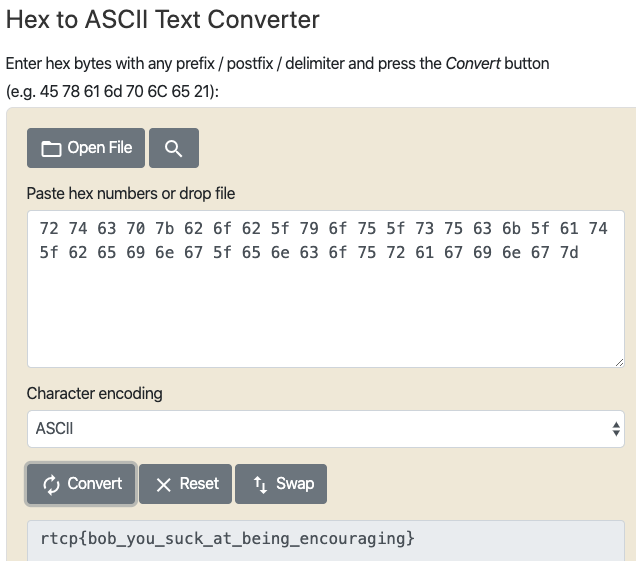 Hex to ASCII Text Converter
Enter hex bytes with any prefix / postfix / delimiter and press the Convert button
(e.g. 45 78 61 6d 70 6C 65 21):
Open File
Paste hex numbers or drop file
72 74 63 70 7b 62 6f 62 5f 79 6f 75 5f 73 75 63 6b 5f 61 74
5f 62 65 69 6e 67 5f 65 6e 63 6f 75 72 61 67 69 6e 67 7d
Character encoding
ASCII
Convert Reset Swap
rtcp{bob_you_suck_at_being_encouraging}